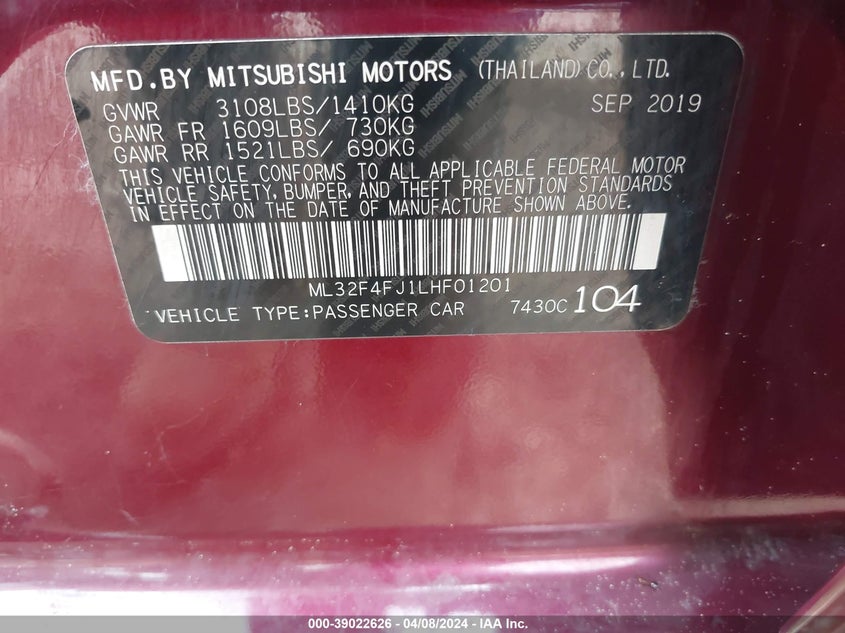 MFD.BY MITSUBISHI MOTORS (THAILAND)CO.,LTD.
GVWR 3108LBS/1410KG SEP 2019
GAWR FR 1609LBS/ 730KG
GAWR RR 1521LBS/ 690KG
THIS VEHICLE CONFORMS TO ALL APPLICABLE FEDERAL MOTOR
VEHICLE SAFETY, BUMPER, AND THEFT PREVENTION STANDARDS
IN EFFECT ON THE DATE OF MANUFACTURE SHOWN ABOVE.
ML32F4FJ1LHF01201
VEHICLE TYPE:PASSENGER CAR 7430C 104
000-39022626 - 04/08/2024 - IAAI.COM